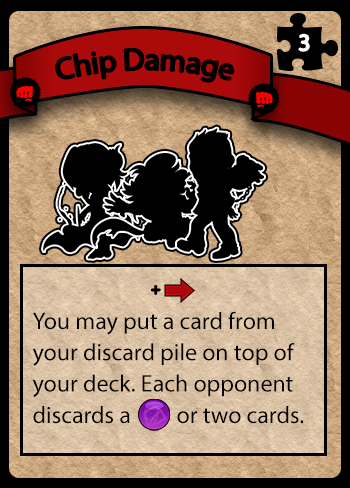 3
Chip Damage
+
You may put a card from
your discard pile on top of
your deck. Each opponent
discards a or two cards.